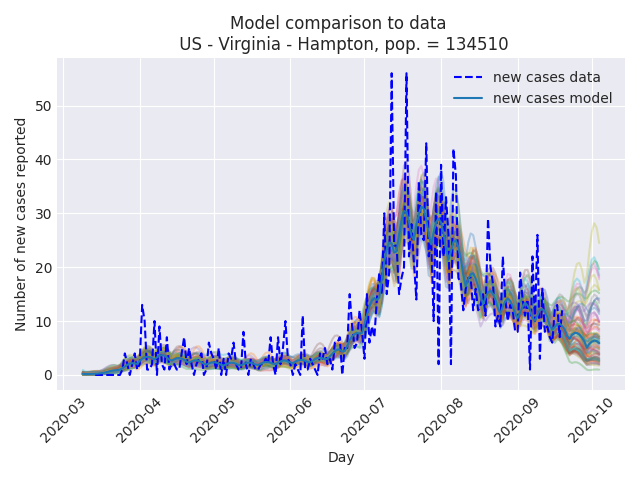 Model comparison to data
US - Virginia - Hampton, pop. = 134510
new cases data
new cases model
Number of new cases reported
50
40
30
20
10
0
2020-03
2020-04
2020-05
2020-06
2020-07
2020-08
2020-09
2020-10
Day